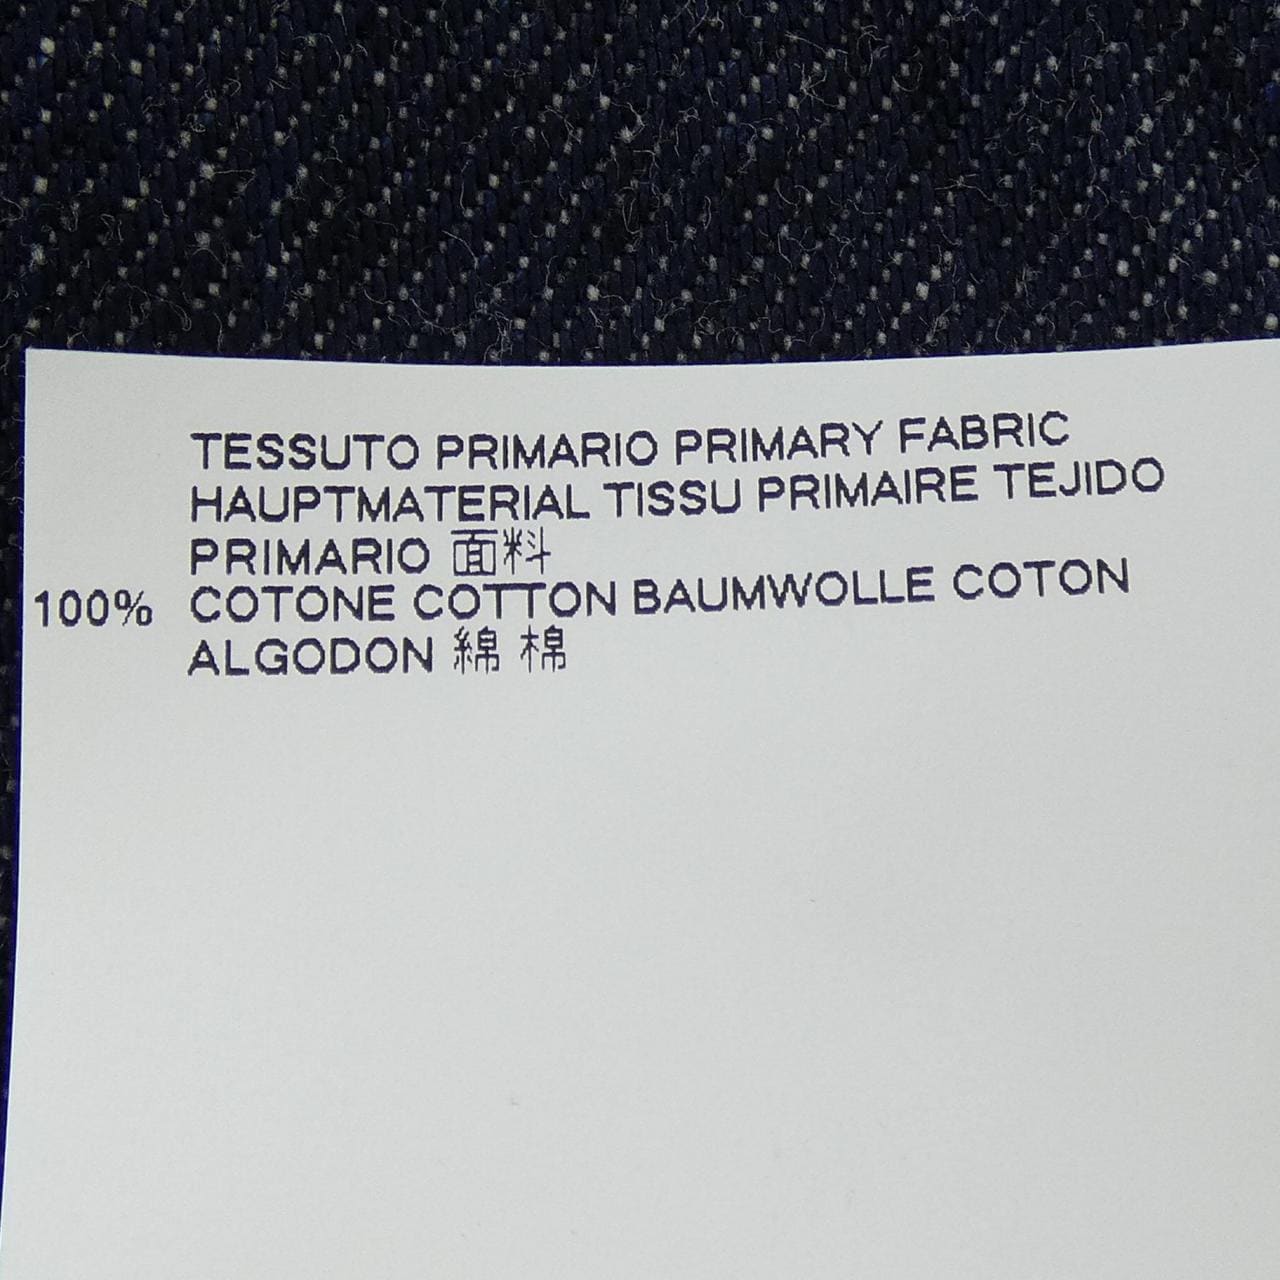 TESSUTO PRIMARIO PRIMARY FABRIC
HAUPTMATERIAL TISSU PRIMAIRE TEJIDO
PRIMARIO 面料
100% COTONE COTTON BAUMWOLLE COTON
ALGODON 綿 棉